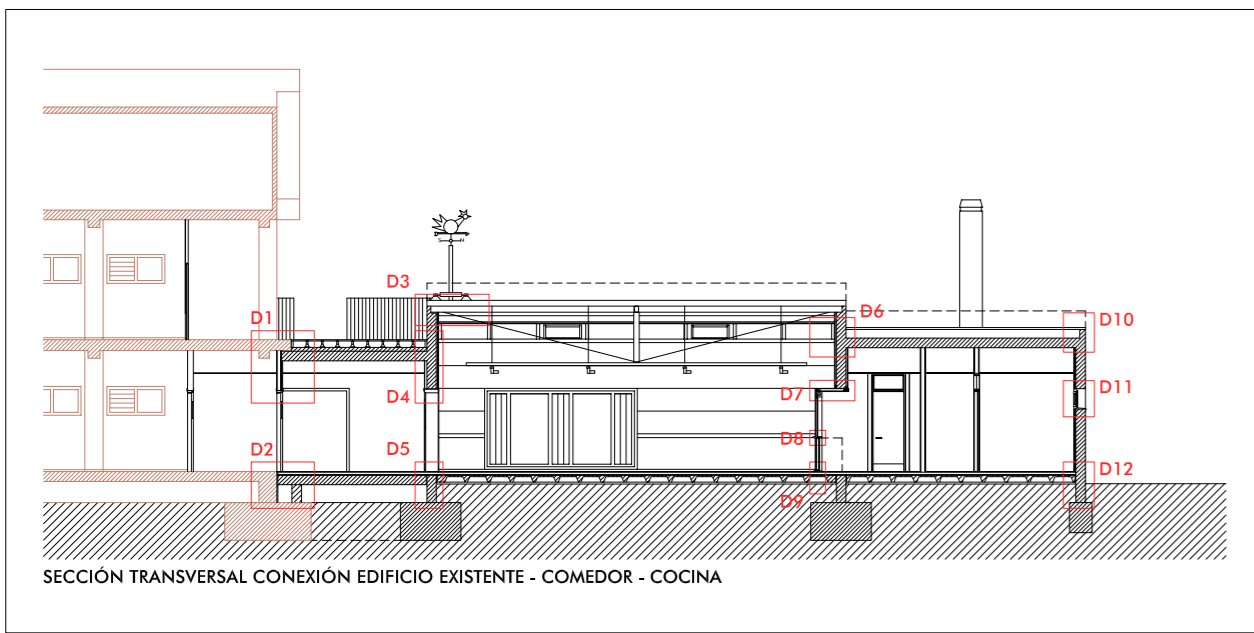 S N
D3
D6
D10
D1
D11
D4
D7
D8
D2
D5
D12
D9
SECCIÓN TRANSVERSAL CONEXIÓN EDIFICIO EXISTENTE - COMEDOR - COCINA